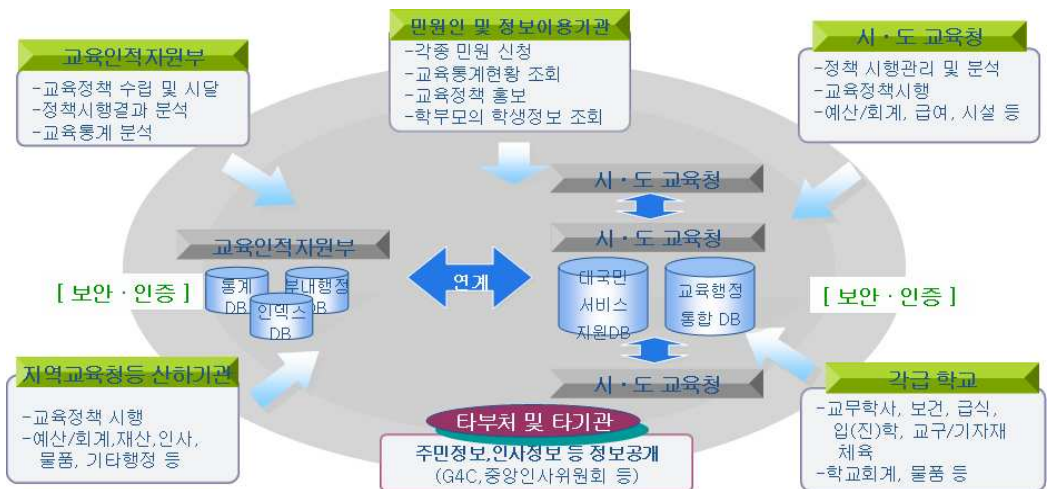 교육인적자원부
-교육정책 수립 및 시달
-정책시행결과 분석
-교육통계 분석
민원인 및 정보이용기관
-각종 민원 신청
-교육통계현황 조회
-교육정책 홍보
-학부모의 학생정보 조회
시·도 교육청
-정책 시행관리 및 분석
-교육정책시행
-예산/회계, 급여, 시설 등
시·도 교육청
교육인적자원부
시·도 교육청
통계
DB
부내행정
DB
인덱스
DB
연계
대국민
서비스
지원DB
교육행정
통합 DB
[ 보안·인증 ]
[ 보안·인증 ]
시·도 교육청
지역교육청등 산하기관
-교육정책 시행
-예산/회계,재산,인사,
물품, 기타행정 등
타부처 및 타기관
주민정보,인사정보 등 정보공개
(G4C,중앙인사위원회 등)
각급 학교
-교무학사, 보건, 급식,
입(진)학, 교구/기자재
체육
-학교회계, 물품 등